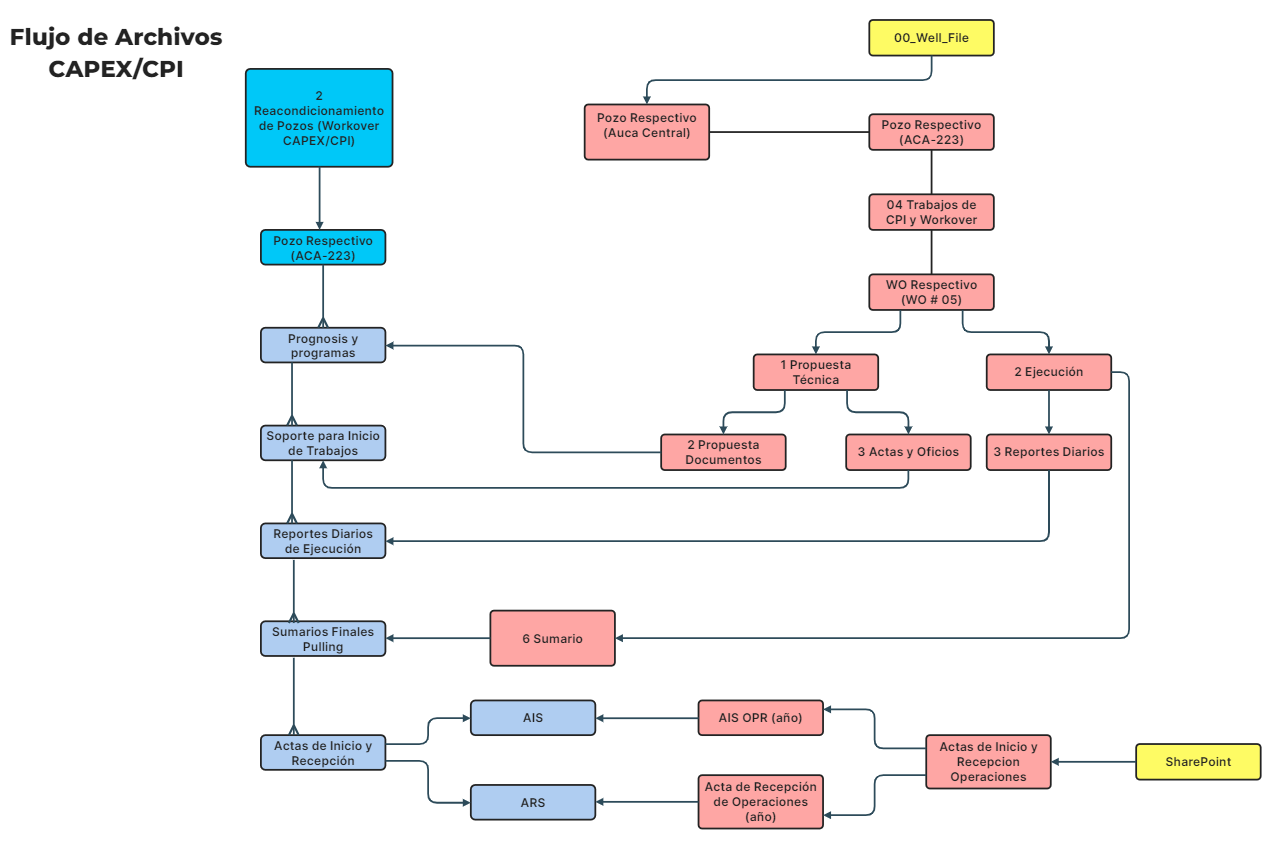 Flujo de Archivos
CAPEX/CPI
00_Well_File
2
Reacondicionamiento
de Pozos (Workover
CAPEX/CPI)
Pozo Respectivo
(Auca Central)
Pozo Respectivo
(ACA-223)
04 Trabajos de
CPI y Workover
Pozo Respectivo
(ACA-223)
WO Respectivo
(WO # 05)
Prognosis y
programas
1 Propuesta
Técnica
2 Ejecución
Soporte para Inicio
de Trabajos
2 Propuesta
Documentos
3 Actas y Oficios
3 Reportes Diarios
Reportes Diarios
de Ejecución
Sumarios Finales
Pulling
6 Sumario
AIS
AIS OPR (año)
Actas de Inicio y
Recepción
Actas de Inicio y
Recepcion
Operaciones
SharePoint
ARS
Acta de Recepción
de Operaciones
(año)